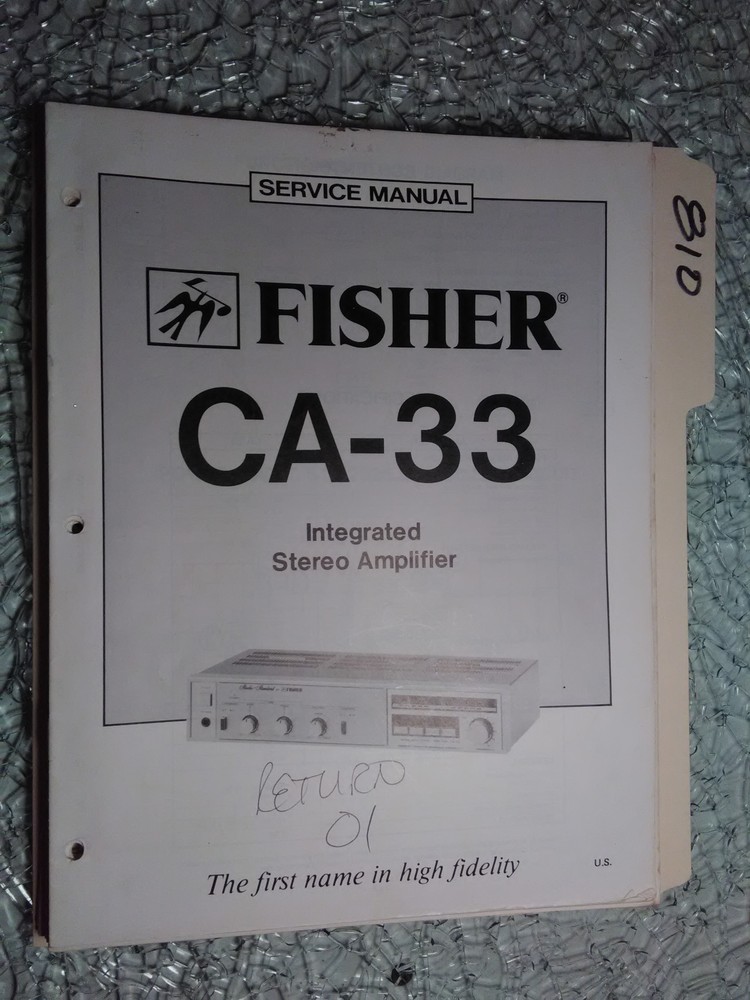 SERVICE MANUAL
810
FISHER®
CA-33
Integrated
Stereo Amplifier
RETURN
01
The first name in high fidelity
U.S.